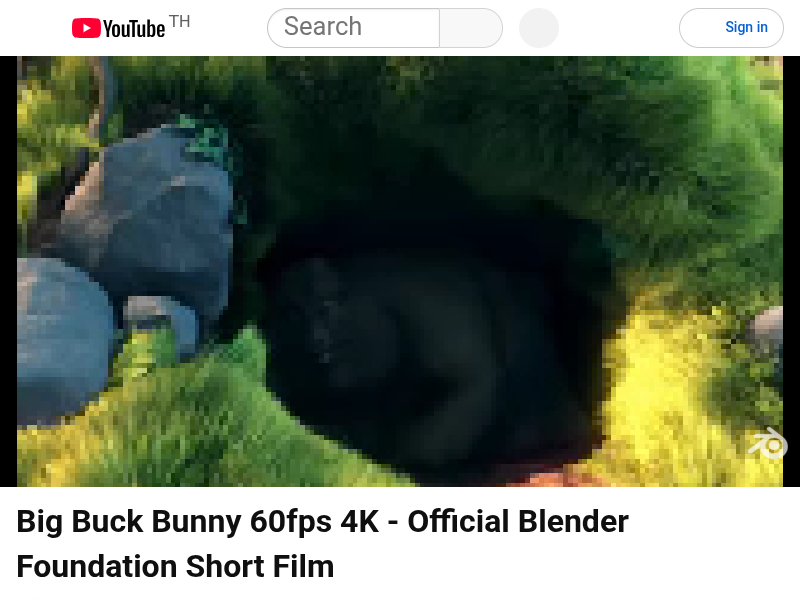 YouTube TH
Search
Sign in
Big Buck Bunny 60fps 4K - Official Blender
Foundation Short Film